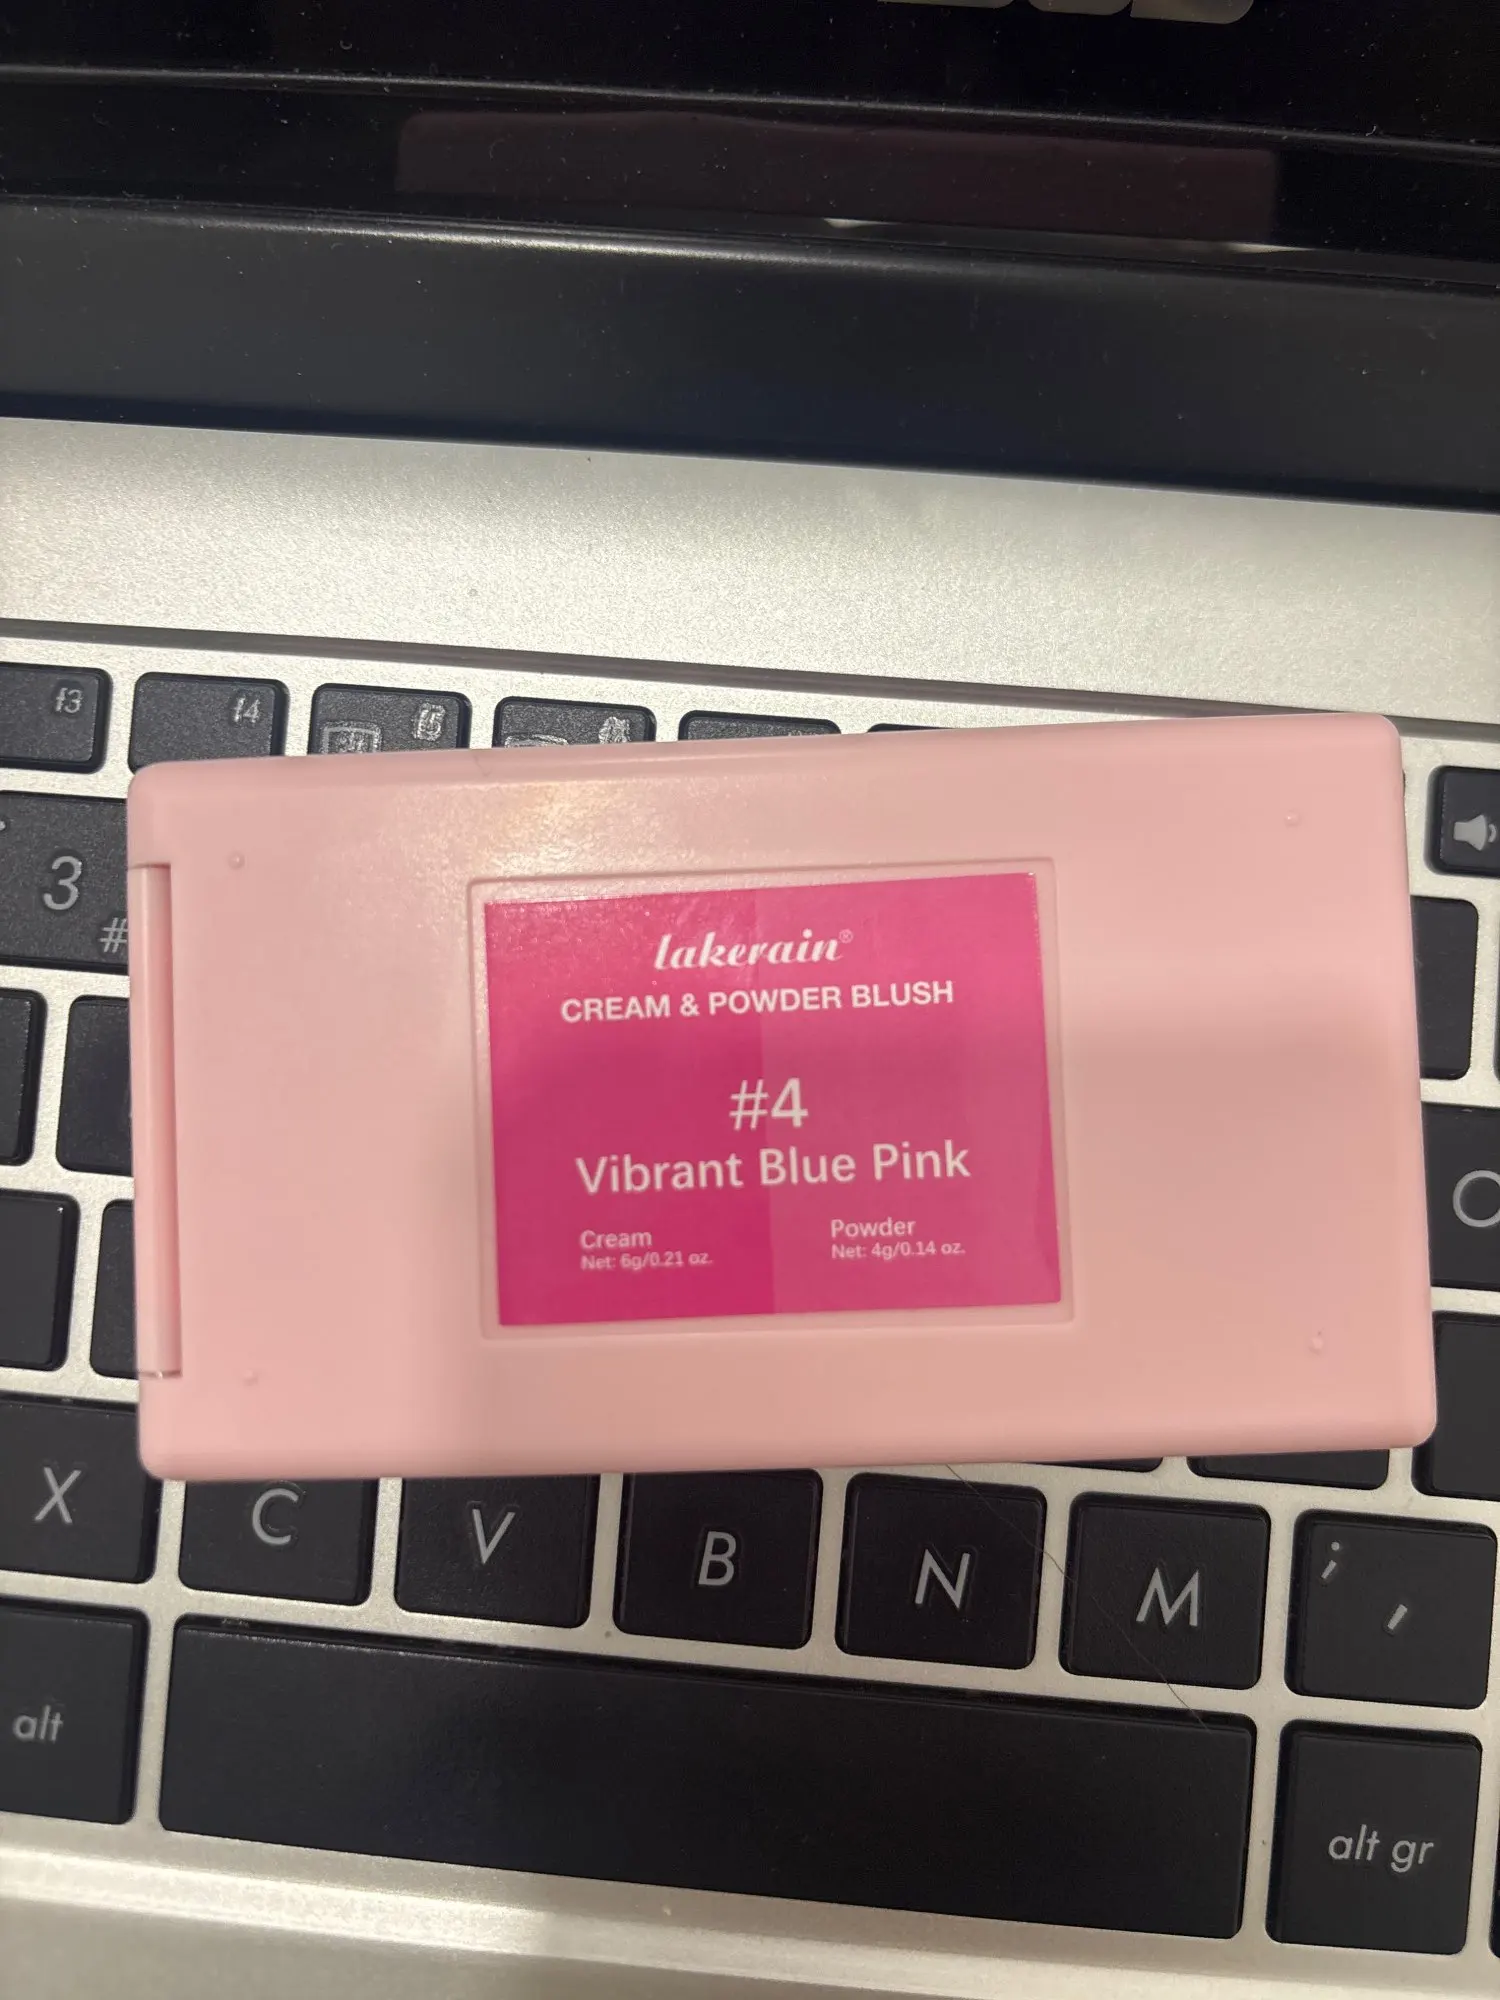 f3
f4
f5
3
#
lakerain®
CREAM & POWDER BLUSH
#4
Vibrant Blue Pink
Cream
Net: 6g/0.21 oz.
Powder
Net: 4g/0.14 oz.
X
C
V
B
N
M
;
,
alt
alt gr